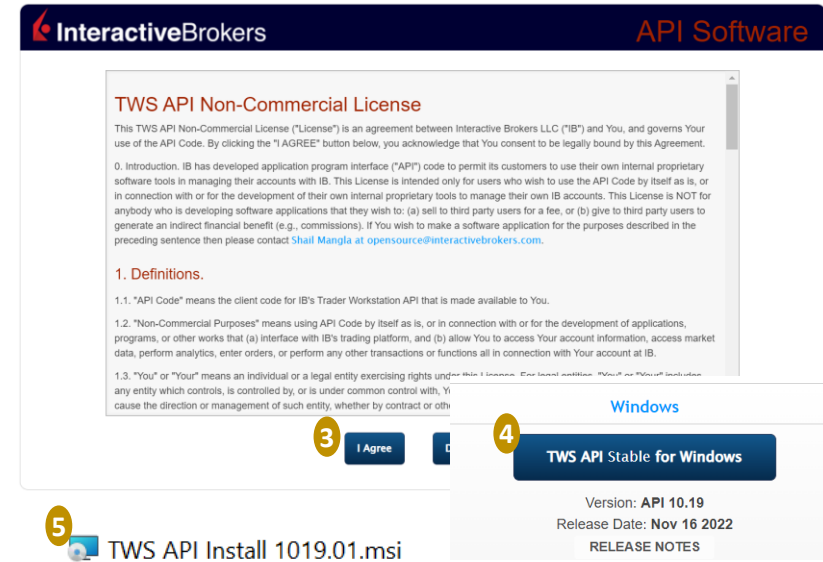 InteractiveBrokers
API Software
TWS API Non-Commercial License
This TWS API Non-Commercial License ("License") is an agreement between Interactive Brokers LLC ("IB") and You, and governs Your
use of the API Code. By clicking the "I AGREE" button below, you acknowledge that You consent to be legally bound by this Agreement.
0. Introduction. IB has developed application program interface ("API") code to permit its customers to use their own internal proprietary
software tools in managing their accounts with IB. This License is intended only for users who wish to use the API Code by itself as is, or
in connection with or for the development of their own internal proprietary tools to manage their own IB accounts. This License is NOT for
anybody who is developing software applications that they wish to: (a) sell to third party users for a fee, or (b) give to third party users to
generate an indirect financial benefit (e.g., commissions). If You wish to make a software application for the purposes described in the
preceding sentence then please contact Shail Mangla at opensource@interactivebrokers.com.
1. Definitions.
1.1. "API Code" means the client code for IB's Trader Workstation API that is made available to You.
1.2. "Non-Commercial Purposes" means using API Code by itself as is, or in connection with or for the development of applications,
programs, or other works that (a) interface with IB's trading platform, and (b) allow You to access Your account information, access market
data, perform analytics, enter orders, or perform any other transactions or functions all in connection with Your account at IB.
1.3. "You" or "Your" means an individual or a legal entity exercising rights under this License. For legal entities, "You" or "Your" includes
any entity which controls, is controlled by, or is under common control with,
cause the direction or management of such entity, whether by contract or
3
I Agree
4
Windows
TWS API Stable for Windows
Version: API 10.19
Release Date: Nov 16 2022
RELEASE NOTES
5
TWS API Install 1019.01.msi